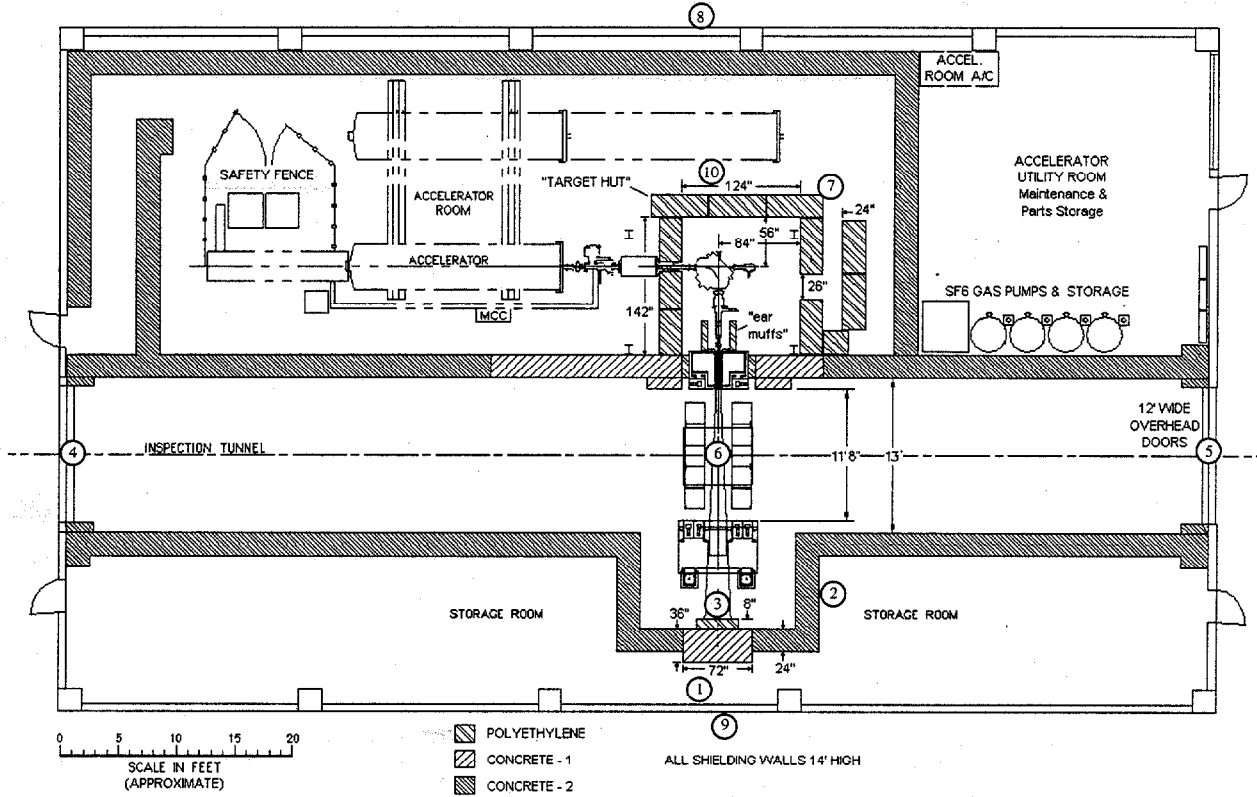 8
ACCEL.
ROOM A/C
SAFETY FENCE
"TARGET HUT"
10
124"
7
24"
ACCELERATOR
ROOM
ACCELERATOR
UTILITY ROOM
Maintenance &
Parts Storage
I
I
56"
84"
ACCELERATOR
26"
SF6 GAS PUMPS & STORAGE
142"
MCC
"ear
muffs"
I
I
12' WIDE
OVERHEAD
DOORS
4
INSPECTION TUNNEL
6
11'8"
13'
5
STORAGE ROOM
36"
3
8"
2
STORAGE ROOM
72"
24"
1
9
0 5 10 15 20
SCALE IN FEET
(APPROXIMATE)
POLYETHYLENE
CONCRETE - 1
CONCRETE - 2
ALL SHIELDING WALLS 14' HIGH